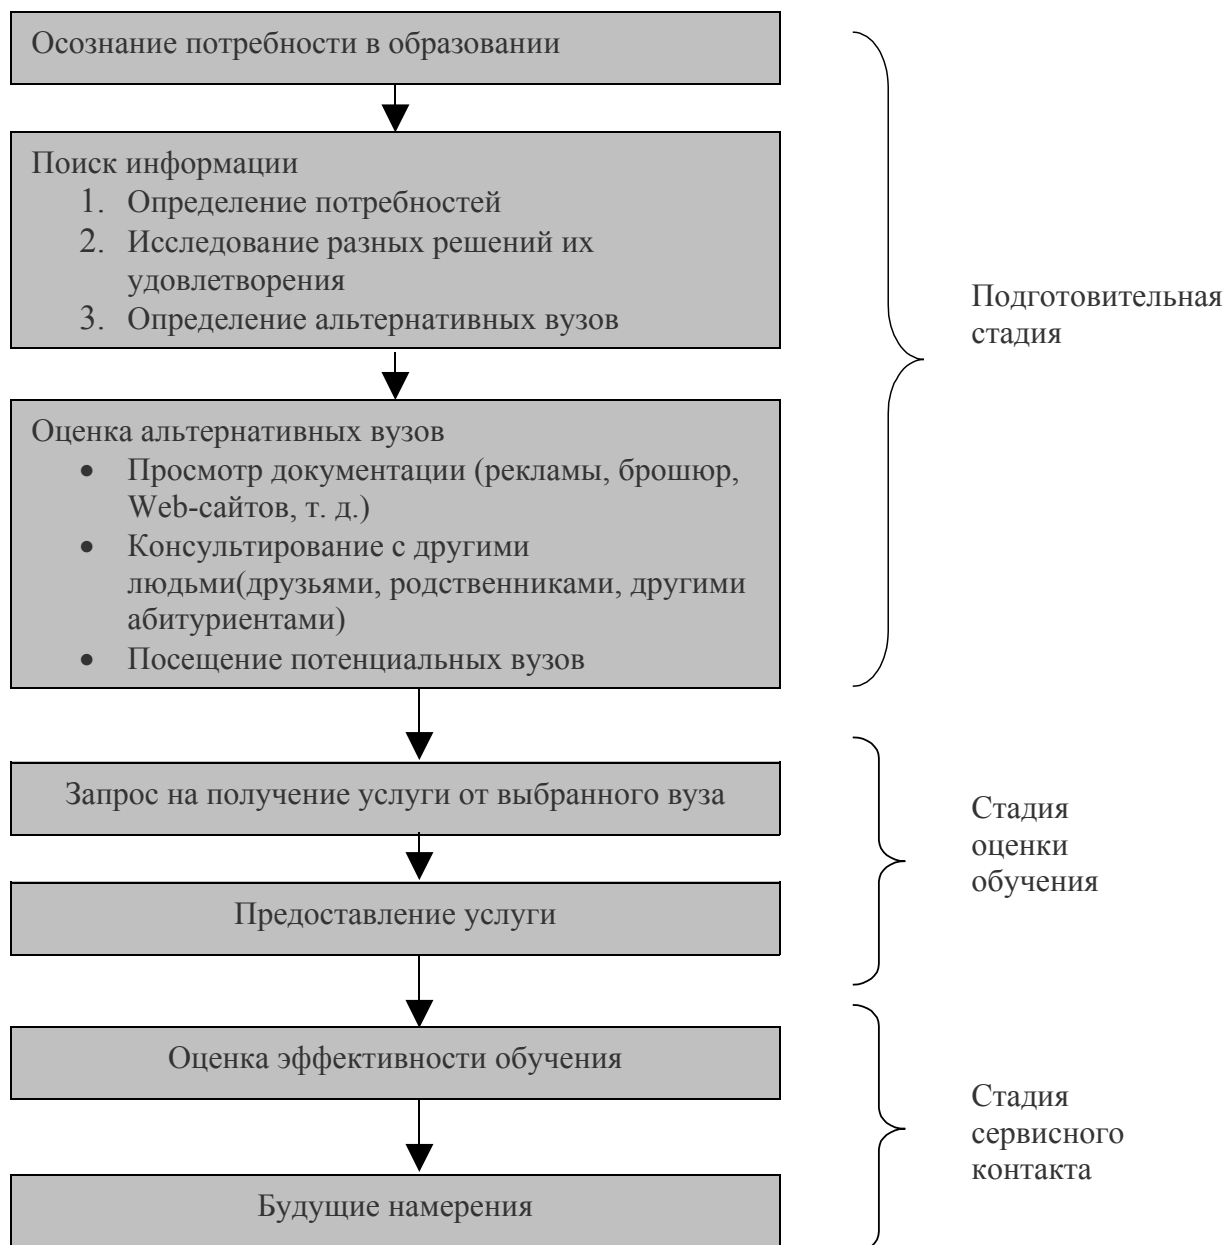 Осознание потребности в образовании
Поиск информации
1. Определение потребностей
2. Исследование разных решений их
удовлетворения
3. Определение альтернативных вузов
Подготовительная
стадия
Оценка альтернативных вузов
• Просмотр документации (рекламы, брошюр,
Web-сайтов, т. д.)
• Консультирование с другими
людьми(друзьями, родственниками, другими
абитуриентами)
• Посещение потенциальных вузов
Запрос на получение услуги от выбранного вуза
Предоставление услуги
Стадия
оценки
обучения
Оценка эффективности обучения
Будущие намерения
Стадия
сервисного
контакта